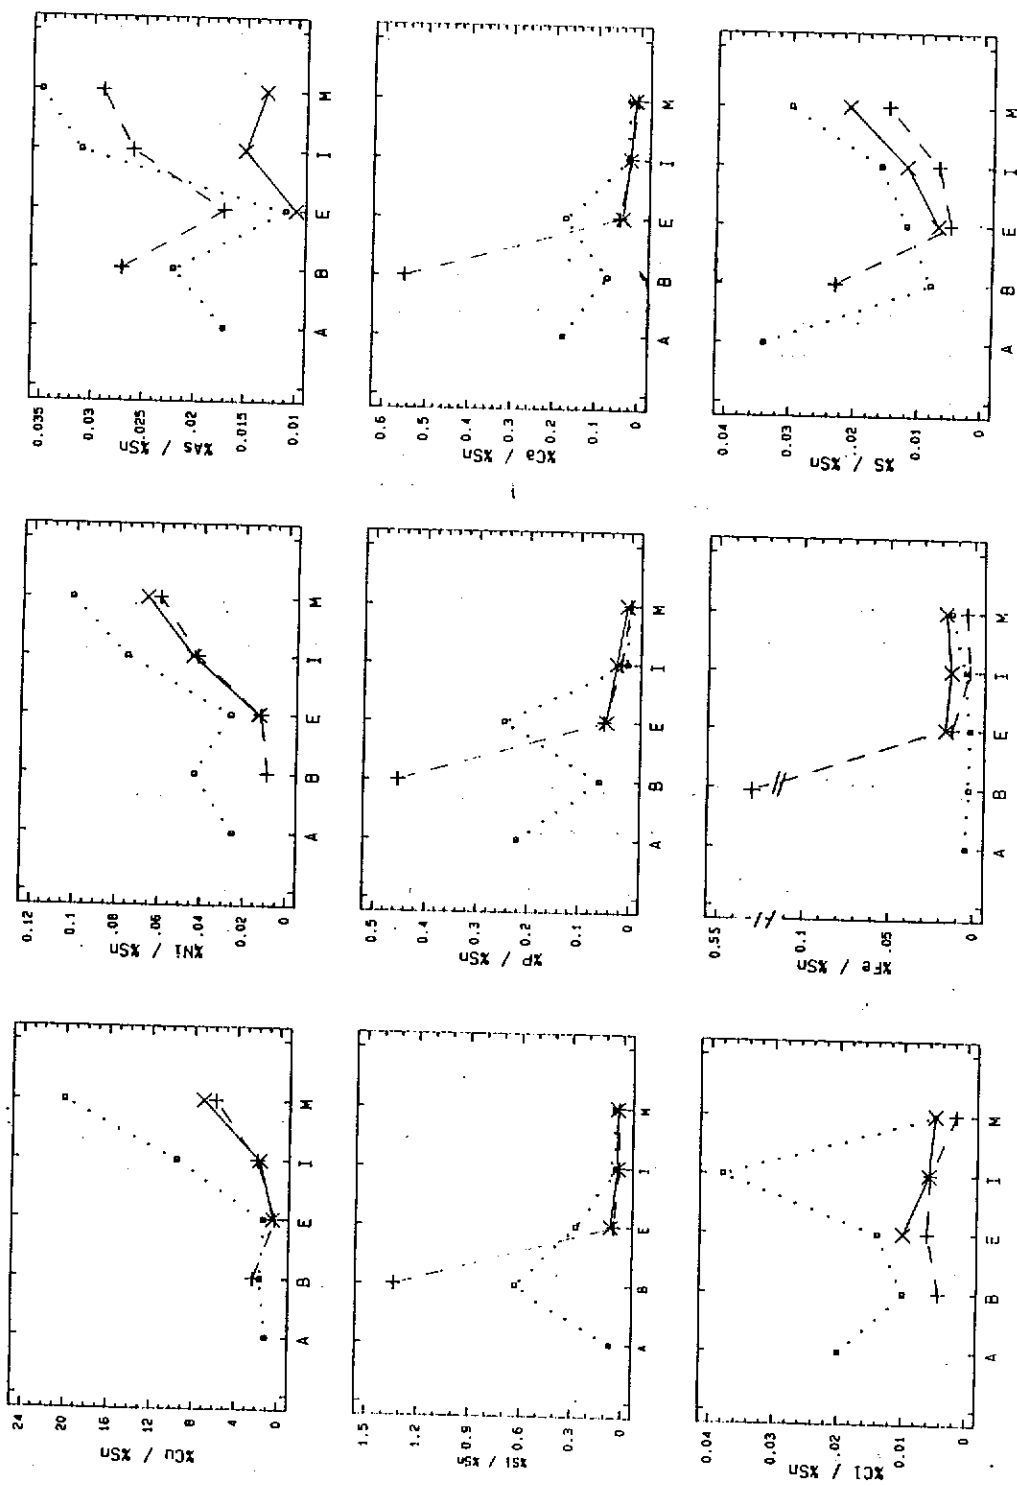 %Cu / %Sn
24
20
16
12
8
4
0
A B E I M
%Ni / %Sn
0.12
0.1
.08
.06
.04
0.02
0
A B E I M
%As / %Sn
0.035
0.03
.025
.02
0.015
0.01
A B E I M
%Si / %Sn
1.5
1.2
0.9
0.6
0.3
0
A B E I M
%P / %Sn
0.5
0.4
0.3
0.2
0.1
0
A B E I M
%Ca / %Sn
0.6
0.5
0.4
0.3
0.2
0.1
0
A B E I M
%Cl / %Sn
0.04
0.03
.02
0.01
0
A B E I M
%Fe / %Sn
0.55
0.1
.05
0
A B E I M
%S / %Sn
0.04
0.03
.02
0.01
0
A B E I M